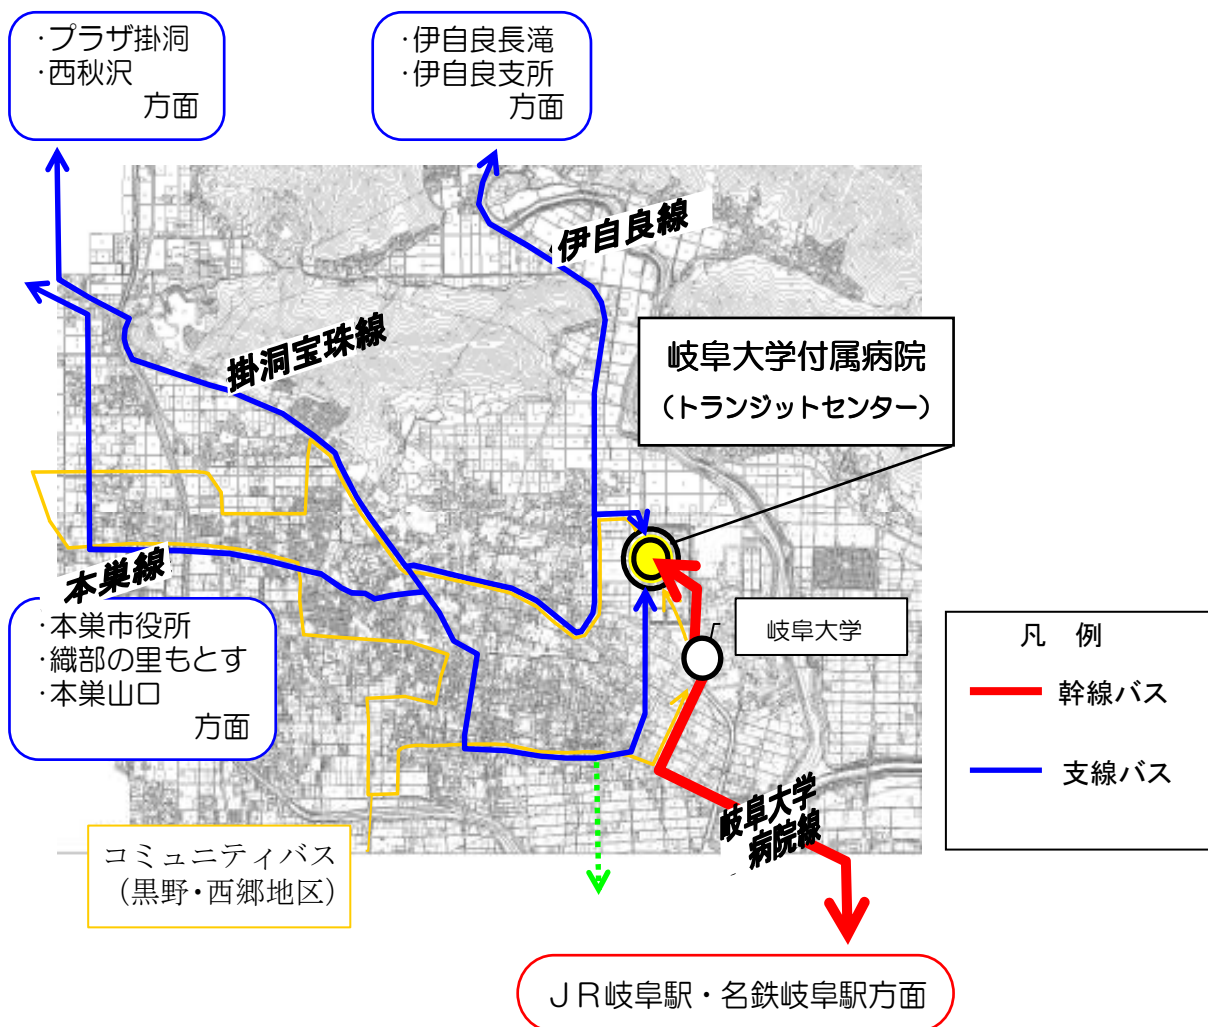 ・プラザ掛洞
・西秋沢
方面
・伊自良長滝
・伊自良支所
方面
伊自良線
掛洞宝珠線
岐阜大学付属病院
（トランジットセンター）
本巣線
・本巣市役所
・織部の里もとす
・本巣山口
方面
岐阜大学
凡 例
幹線バス
支線バス
岐阜大学
病院線
コミュニティバス
（黒野・西郷地区）
ＪＲ岐阜駅・名鉄岐阜駅方面